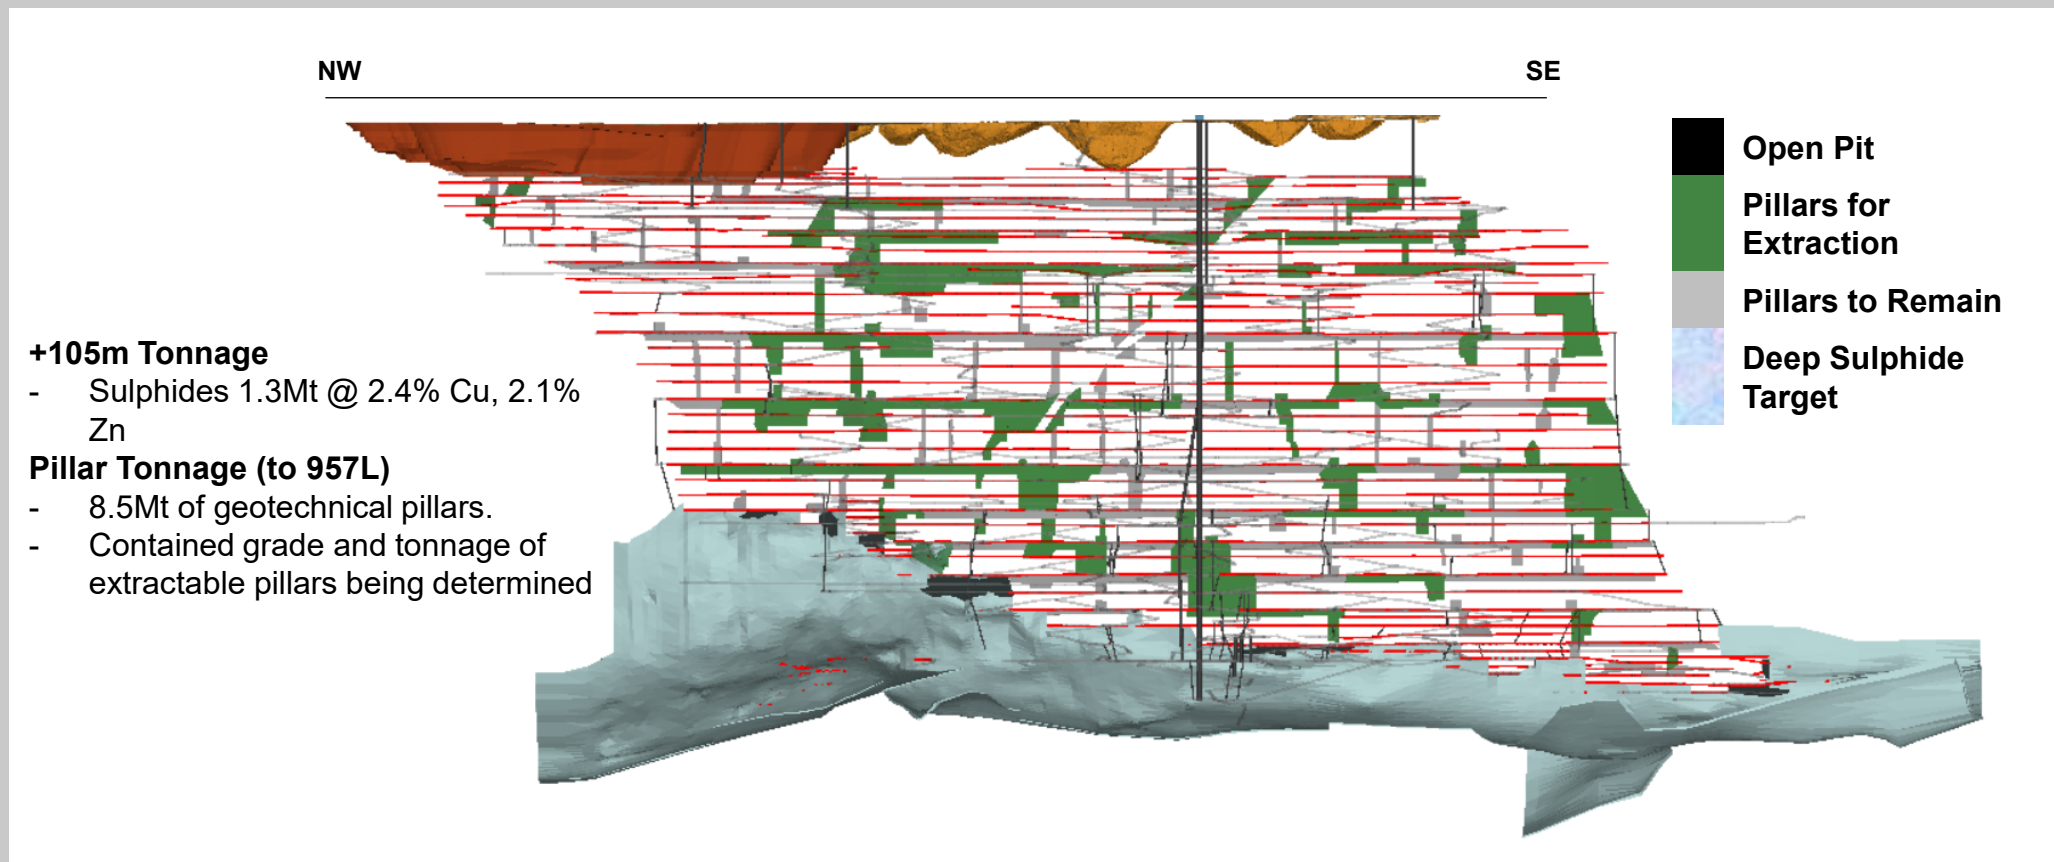 NW
SE
Open Pit
Pillars for
Extraction
Pillars to Remain
Deep Sulphide
Target
+105m Tonnage
- Sulphides 1.3Mt @ 2.4% Cu, 2.1%
Zn
Pillar Tonnage (to 957L)
- 8.5Mt of geotechnical pillars.
- Contained grade and tonnage of
extractable pillars being determined